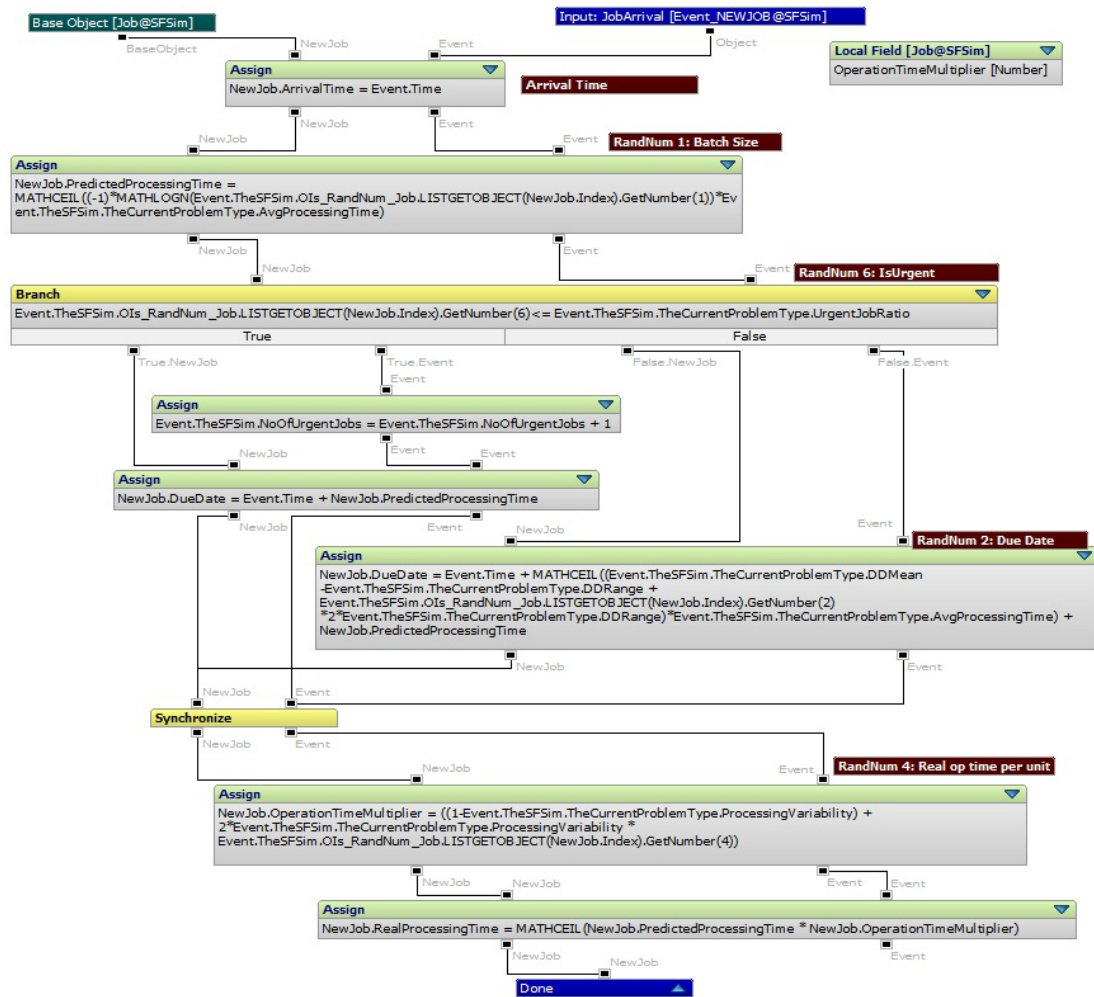 Base Object [Job@SFSim]
Input: JobArrival [Event_NEWJOB@SFSim]
BaseObject
NewJob
Event
Object
Local Field [Job@SFSim]
OperationTimeMultiplier [Number]
Assign
NewJob.ArrivalTime = Event.Time
Arrival Time
NewJob
Event
NewJob
Event
RandNum 1: Batch Size
Assign
NewJob.PredictedProcessingTime =
MATHCEIL((-1)*MATHLOGN(Event.TheSFSim.OIs_RandNum_Job.LISTGETOBJECT(NewJob.Index).GetNumber(1))*Ev
ent.TheSFSim.TheCurrentProblemType.AvgProcessingTime)
NewJob
Event
NewJob
Event
RandNum 6: IsUrgent
Branch
Event.TheSFSim.OIs_RandNum_Job.LISTGETOBJECT(NewJob.Index).GetNumber(6)<= Event.TheSFSim.TheCurrentProblemType.UrgentJobRatio
True
False
True.NewJob
True.Event
False.NewJob
False.Event
Event
Assign
Event.TheSFSim.NoOfUrgentJobs = Event.TheSFSim.NoOfUrgentJobs + 1
NewJob
Event
Event
Assign
NewJob.DueDate = Event.Time + NewJob.PredictedProcessingTime
NewJob
Event
NewJob
Event
RandNum 2: Due Date
Assign
NewJob.DueDate = Event.Time + MATHCEIL((Event.TheSFSim.TheCurrentProblemType.DDMean
-Event.TheSFSim.TheCurrentProblemType.DDRange +
Event.TheSFSim.OIs_RandNum_Job.LISTGETOBJECT(NewJob.Index).GetNumber(2)
*2*Event.TheSFSim.TheCurrentProblemType.DDRange)*Event.TheSFSim.TheCurrentProblemType.AvgProcessingTime) +
NewJob.PredictedProcessingTime
NewJob
Event
NewJob
Event
Synchronize
NewJob
Event
NewJob
Event
RandNum 4: Real op time per unit
Assign
NewJob.OperationTimeMultiplier = ((1-Event.TheSFSim.TheCurrentProblemType.ProcessingVariability) +
2*Event.TheSFSim.TheCurrentProblemType.ProcessingVariability *
Event.TheSFSim.OIs_RandNum_Job.LISTGETOBJECT(NewJob.Index).GetNumber(4))
NewJob
NewJob
Event
Event
Assign
NewJob.RealProcessingTime = MATHCEIL(NewJob.PredictedProcessingTime * NewJob.OperationTimeMultiplier)
NewJob
NewJob
Event
Done